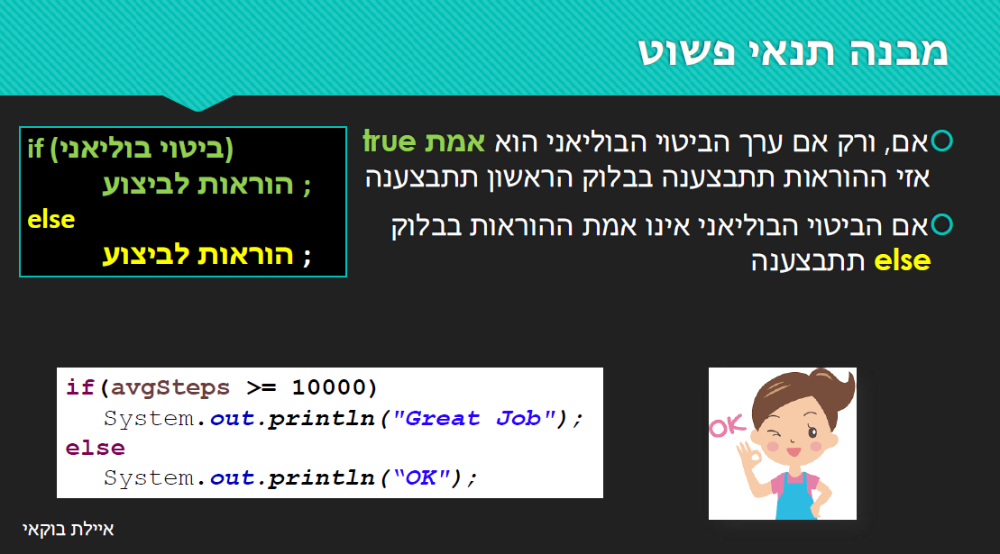 מבנה תנאי פשוט
אם, ורק אם ערך הביטוי הבוליאני הוא אמת true
אזי ההוראות תתבצענה בבלוק הראשון תתבצענה
אם הביטוי הבוליאני אינו אמת ההוראות בבלוק
else תתבצענה
if (ביטוי בוליאני)
הוראות לביצוע ;
else
הוראות לביצוע ;
if(avgSteps >= 10000)
System.out.println("Great Job");
else
System.out.println(“OK");
OK
איילת בוקאי